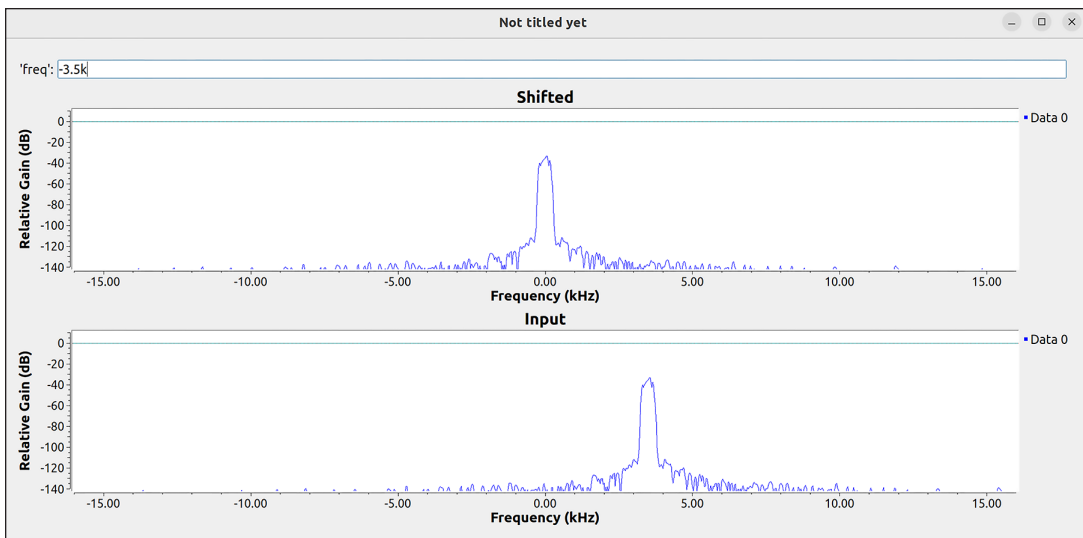 Not titled yet
'freq': -3.5k
Shifted
Data 0
Relative Gain (dB)
0
-20
-40
-60
-80
-100
-120
-140
-15.00 -10.00 -5.00 0.00 5.00 10.00 15.00
Frequency (kHz)
Input
Data 0
Relative Gain (dB)
0
-20
-40
-60
-80
-100
-120
-140
-15.00 -10.00 -5.00 0.00 5.00 10.00 15.00
Frequency (kHz)